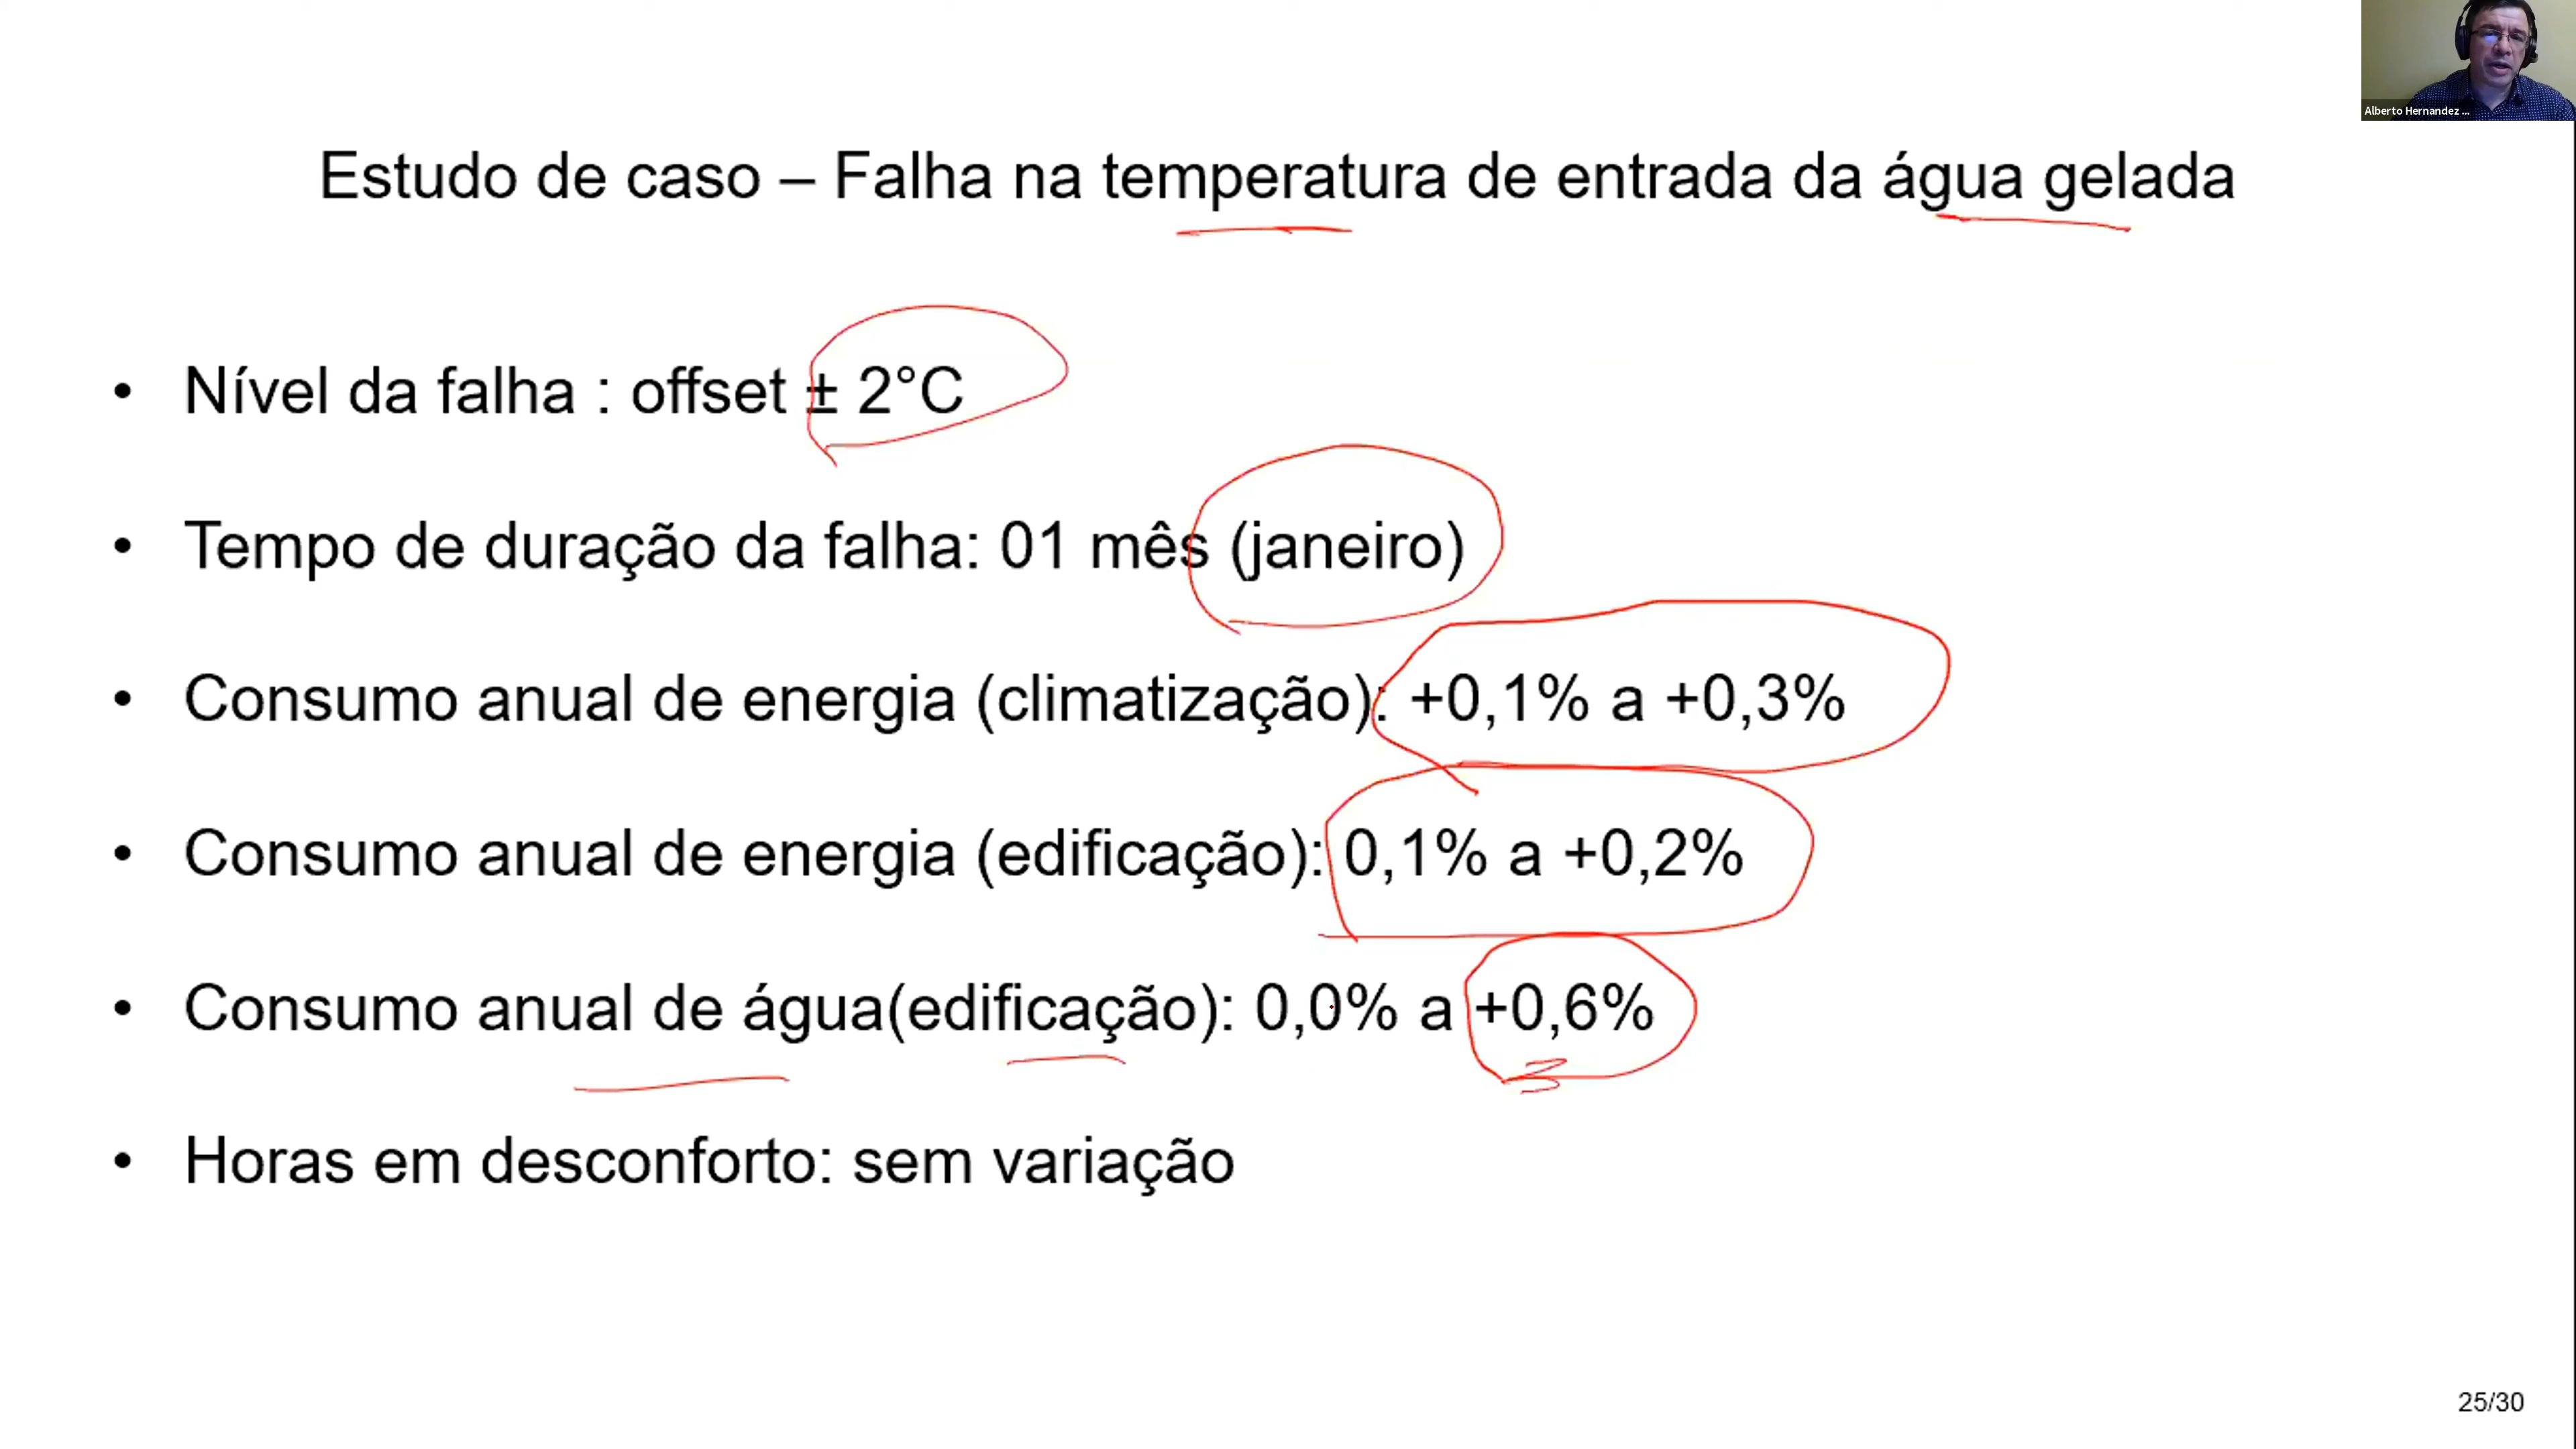 Alberto Hernandez ...
Estudo de caso – Falha na temperatura de entrada da água gelada
• Nível da falha : offset ± 2°C
• Tempo de duração da falha: 01 mês (janeiro)
• Consumo anual de energia (climatização): +0,1% a +0,3%
• Consumo anual de energia (edificação): 0,1% a +0,2%
• Consumo anual de água(edificação): 0,0% a +0,6%
• Horas em desconforto: sem variação
25/30